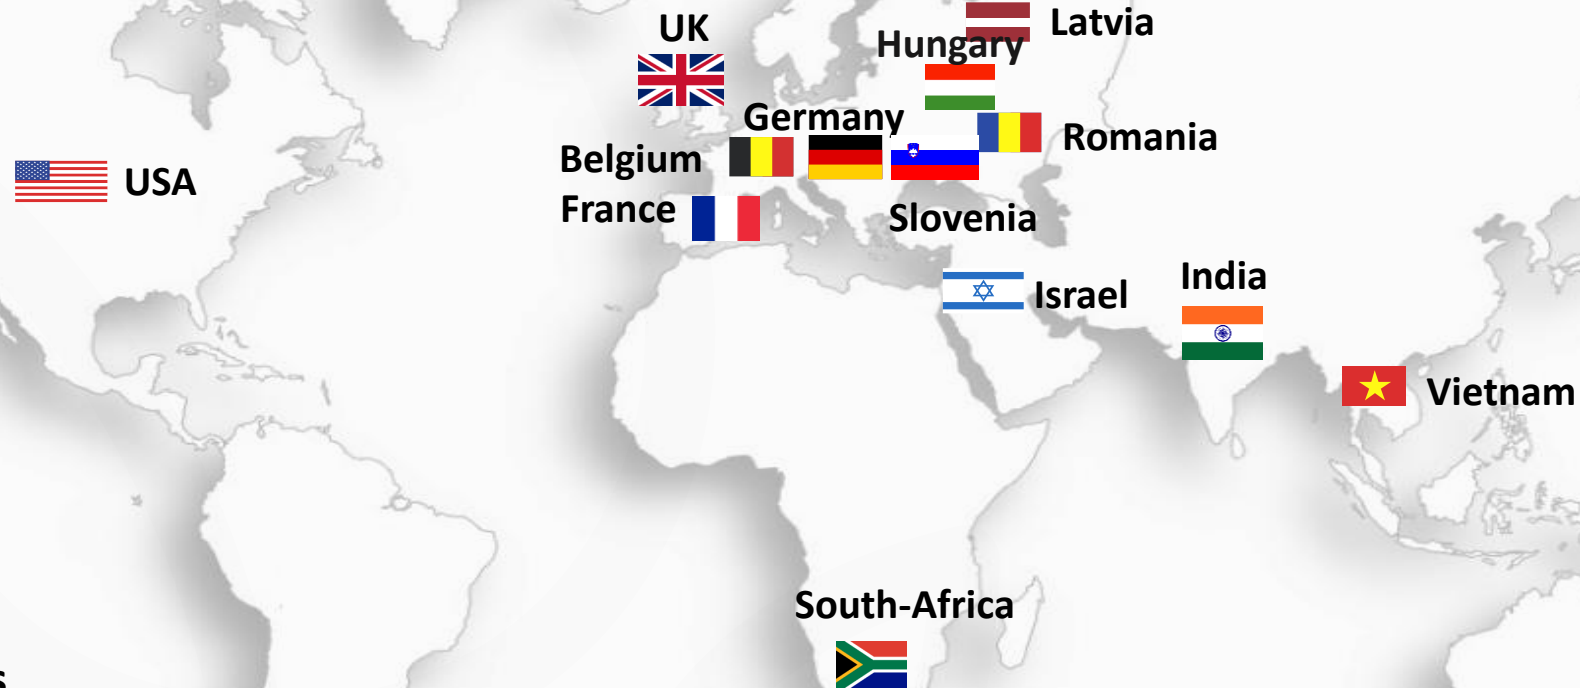 Latvia
UK
Hungary
Germany
Romania
Belgium
USA
France
Slovenia
India
Israel
Vietnam
South-Africa
s